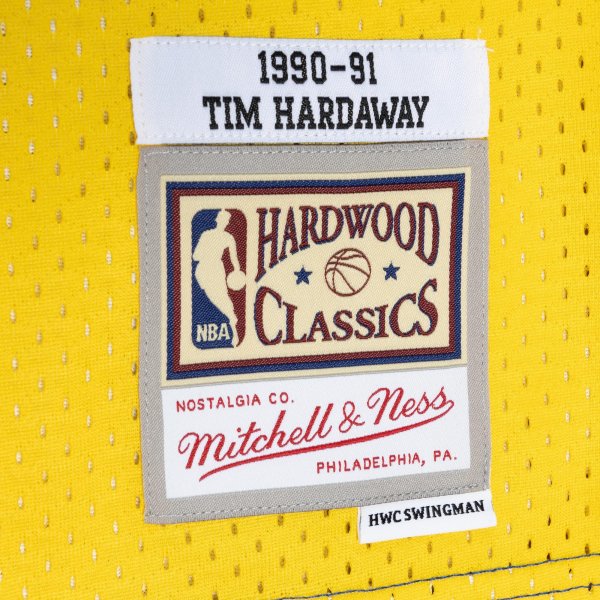 1990-91
TIM HARDAWAY
HARDWOOD
CLASSICS
NBA
NOSTALGIA CO.
Mitchell & Ness
PHILADELPHIA, PA.
HWC SWINGMAN